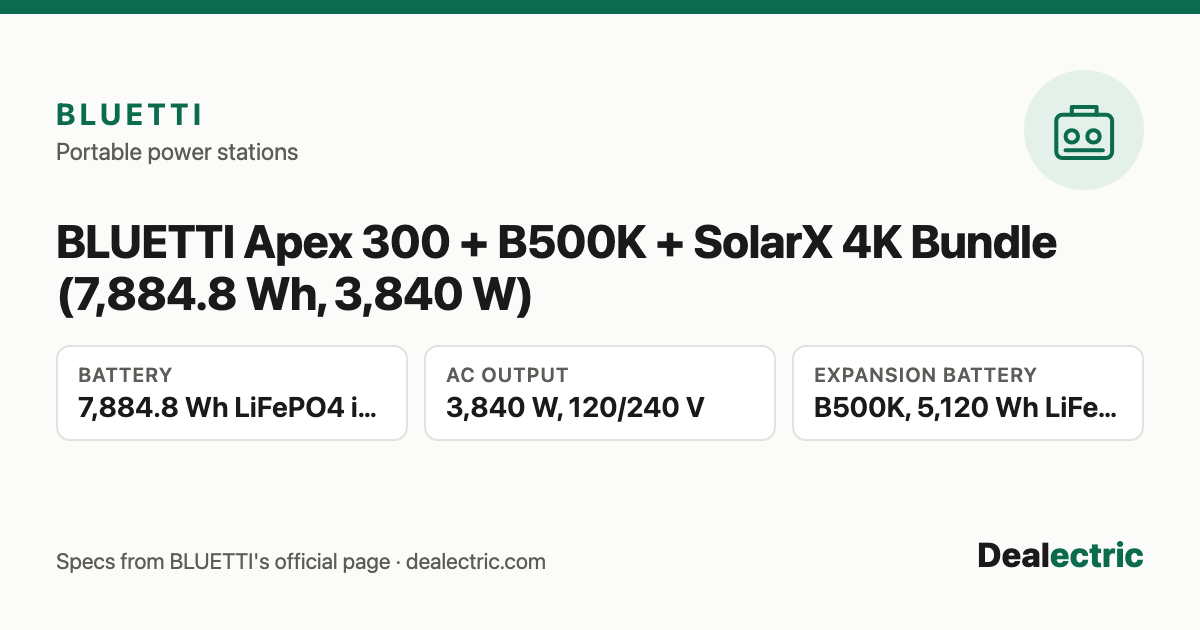 BLUETTI
Portable power stations
BLUETTI Apex 300 + B500K + SolarX 4K Bundle
(7,884.8 Wh, 3,840 W)
BATTERY
7,884.8 Wh LiFePO4 i...
AC OUTPUT
3,840 W, 120/240 V
EXPANSION BATTERY
B500K, 5,120 Wh LiFe...
Specs from BLUETTI's official page · dealectric.com
Dealectric